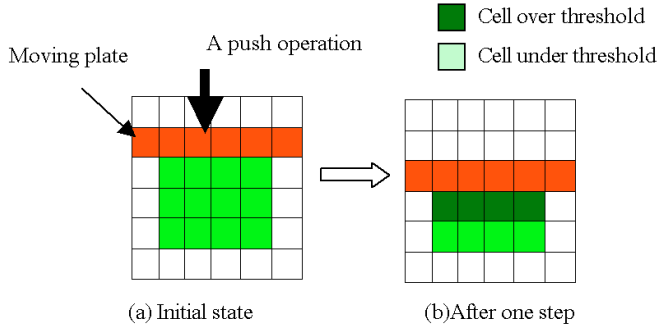 Cell over threshold
A push operation
Moving plate
Cell under threshold
(a) Initial state
(b)After one step